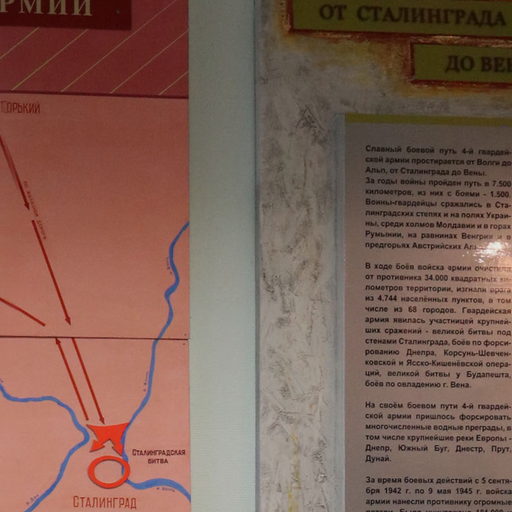 РМИИ
ГОРЬКИЙ
СТАЛИНГРАДСКАЯ
БИТВА
СТАЛИНГРАД
ОТ СТАЛИНГРАДА
ДО ВЕ
Славный боевой путь 4-й гвардей-
ской армии простирается от Волги до
Альп, от Сталинграда до Вены.
За годы войны пройден путь в 7.500
километров, из них с боями - 1.500.
Воины-гвардейцы сражались в Ста-
линградских степях и на полях Украи-
ны, среди холмов Молдавии и в горах
Румынии, на равнинах Венгрии и в
предгорьях Австрийских
В ходе боёв войска армии очистили
от противника 34.000 квадратных ки-
лометров территории, изгнали врага
из 4.744 населённых пунктов, в том
числе из 68 городов. Гвардейская
армия явилась участницей крупней-
ших сражений - великой битвы под
стенами Сталинграда, боёв по форси-
рованию Днепра, Корсунь-Шевчен-
ковской и Ясско-Кишенёвской опера-
ций, великой битвы у Будапешта,
боёв по овладению г. Вена.
На своём боевом пути 4-й гвардей-
ской армии пришлось форсировать
многочисленные водные преграды, в
том числе крупнейшие реки Европы -
Днепр, Южный Буг, Днестр, Прут,
Дунай.
За время боевых действий с 5 сентя-
бря 1942 г. по 9 мая 1945 г. войска
армии нанесли противнику огромные